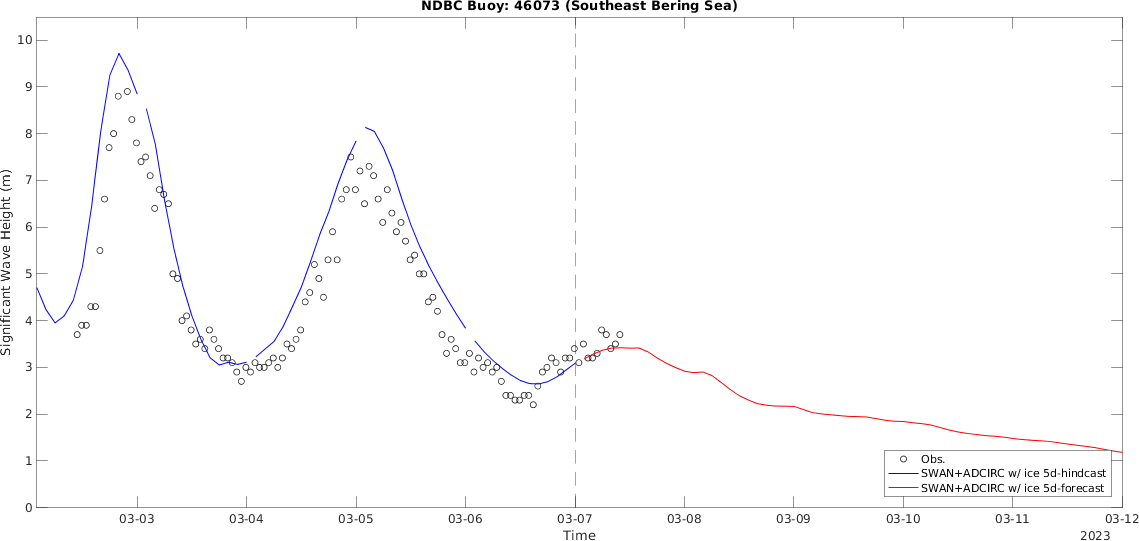 NDBC Buoy: 46073 (Southeast Bering Sea)
Significant Wave Height (m)
10
9
8
7
6
5
4
3
2
1
0
Obs.
SWAN+ADCIRC w/ ice 5d-hindcast
SWAN+ADCIRC w/ ice 5d-forecast
03-03 03-04 03-05 03-06 03-07 03-08 03-09 03-10 03-11 03-12
Time
2023